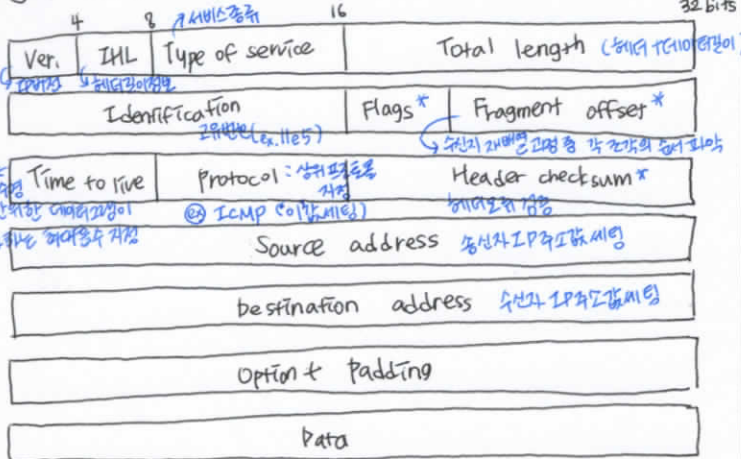 4 8 16 32 bits
서비스종류
Ver. IHL Type of service Total length (헤더+데이터길이)
IP버전 헤더길이정보
Identification Flags* Fragment offset*
고유번호(ex.11e5) 수신지 재배열 과정 중 각 조각의 순서 파악
Time to live Protocol : 상위프로토콜 Header checksum*
지정
ex ICMP (이값세팅) 헤더오류 검증
Source address 송신자IP주소값세팅
Destination address 수신자 IP주소값세팅
Option + Padding
Data